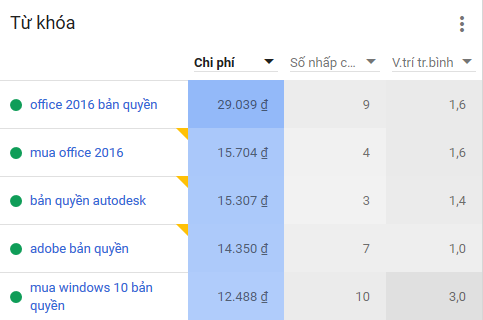 Từ khóa
Chi phí Số nhấp c... V.trí tr.bình
office 2016 bản quyền 29.039 ₫ 9 1,6
mua office 2016 15.704 ₫ 4 1,6
bản quyền autodesk 15.307 ₫ 3 1,4
adobe bản quyền 14.350 ₫ 7 1,0
mua windows 10 bản
quyền 12.488 ₫ 10 3,0